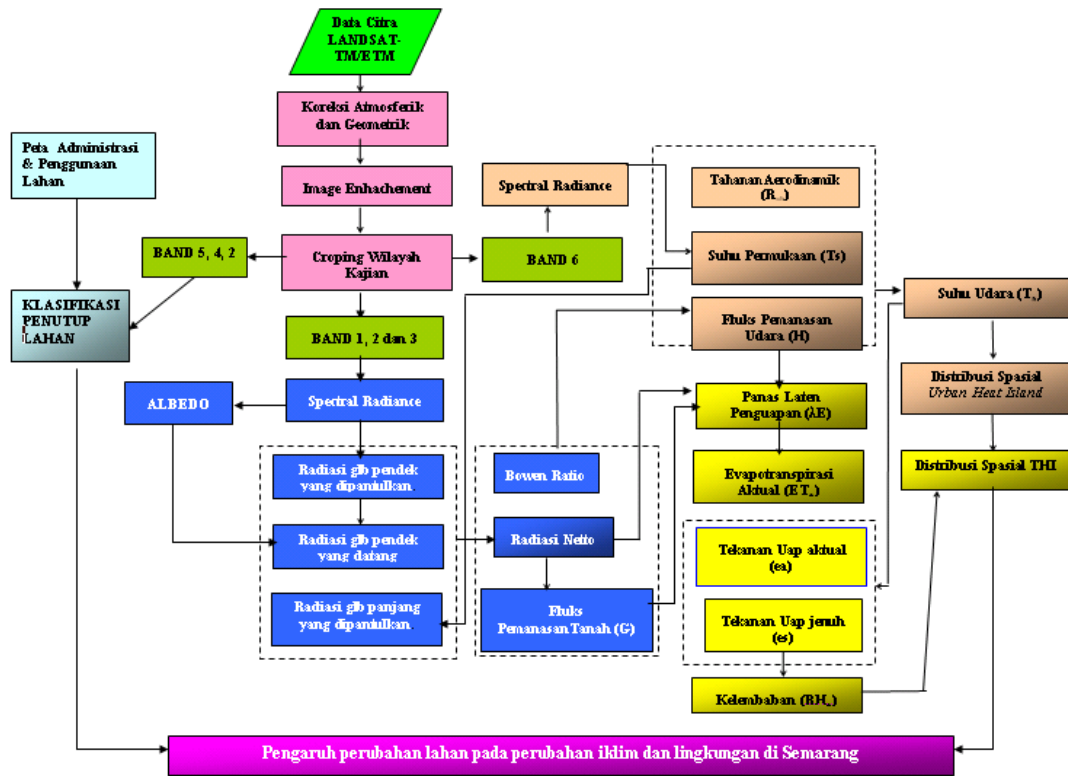 Data Citra
LANDSAT-
TM/ETM
Koreksi Atmosferik
dan Geometrik
Peta Administrasi
& Penggunaan
Lahan
Image Enhachement
Spectral Radiance
Tahanan Aerodinamik
BAND 5, 4, 2
Croping Wilayah
Kajian
BAND 6
Suhu Permukaan (Ts)
KLASIFIKASI
PENUTUP
LAHAN
BAND 1, 2 dan 3
Fluks Pemanasan
Udara (H)
Suhu Udara (Ta)
ALBEDO
Spectral Radiance
Panas Laten
Penguapan (λE)
Distribusi Spasial
Urban Heat Island
Radiasi glb pendek
yang dipantulkan.
Bowen Ratio
Evapotranspirasi
Aktual (ETa)
Distribusi Spasial THI
Radiasi glb pendek
yang datang
Radiasi Netto
Tekanan Uap aktual
(ea)
Radiasi glb panjang
yang dipantulkan.
Fluks
Pemanasan Tanah (G)
Tekanan Uap jenuh
(es)
Kelembaban (RHa)
Pengaruh perubahan lahan pada perubahan iklim dan lingkungan di Semarang